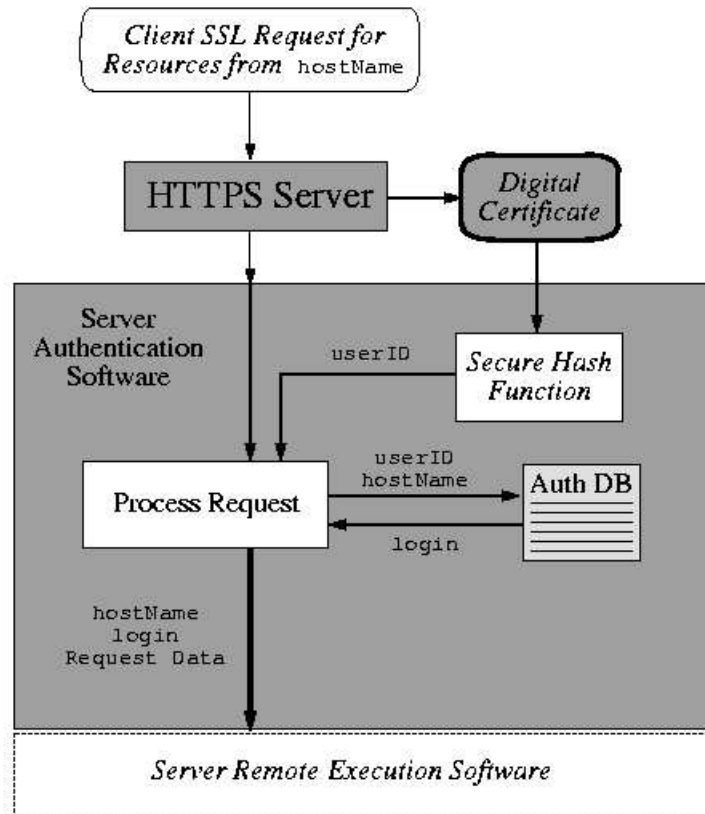 Client SSL Request for
Resources from hostName
HTTPS Server
Digital
Certificate
Server
Authentication
Software
userID
Secure Hash
Function
userID
hostName
Process Request
Auth DB
login
hostName
login
Request Data
Server Remote Execution Software